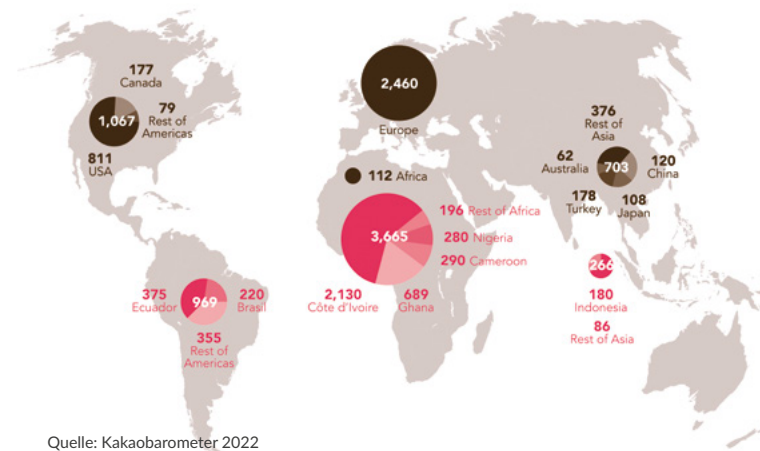 177
Canada
1,067
79
Rest of
Americas
811
USA
2,460
Europe
376
Rest of
Asia
62
Australia
703
120
China
178
Turkey
108
Japan
112 Africa
3,665
196 Rest of Africa
280 Nigeria
290 Cameroon
2,130
Côte d'Ivoire
689
Ghana
266
180
Indonesia
86
Rest of Asia
375
Ecuador
969
220
Brasil
355
Rest of
Americas
Quelle: Kakaobarometer 2022